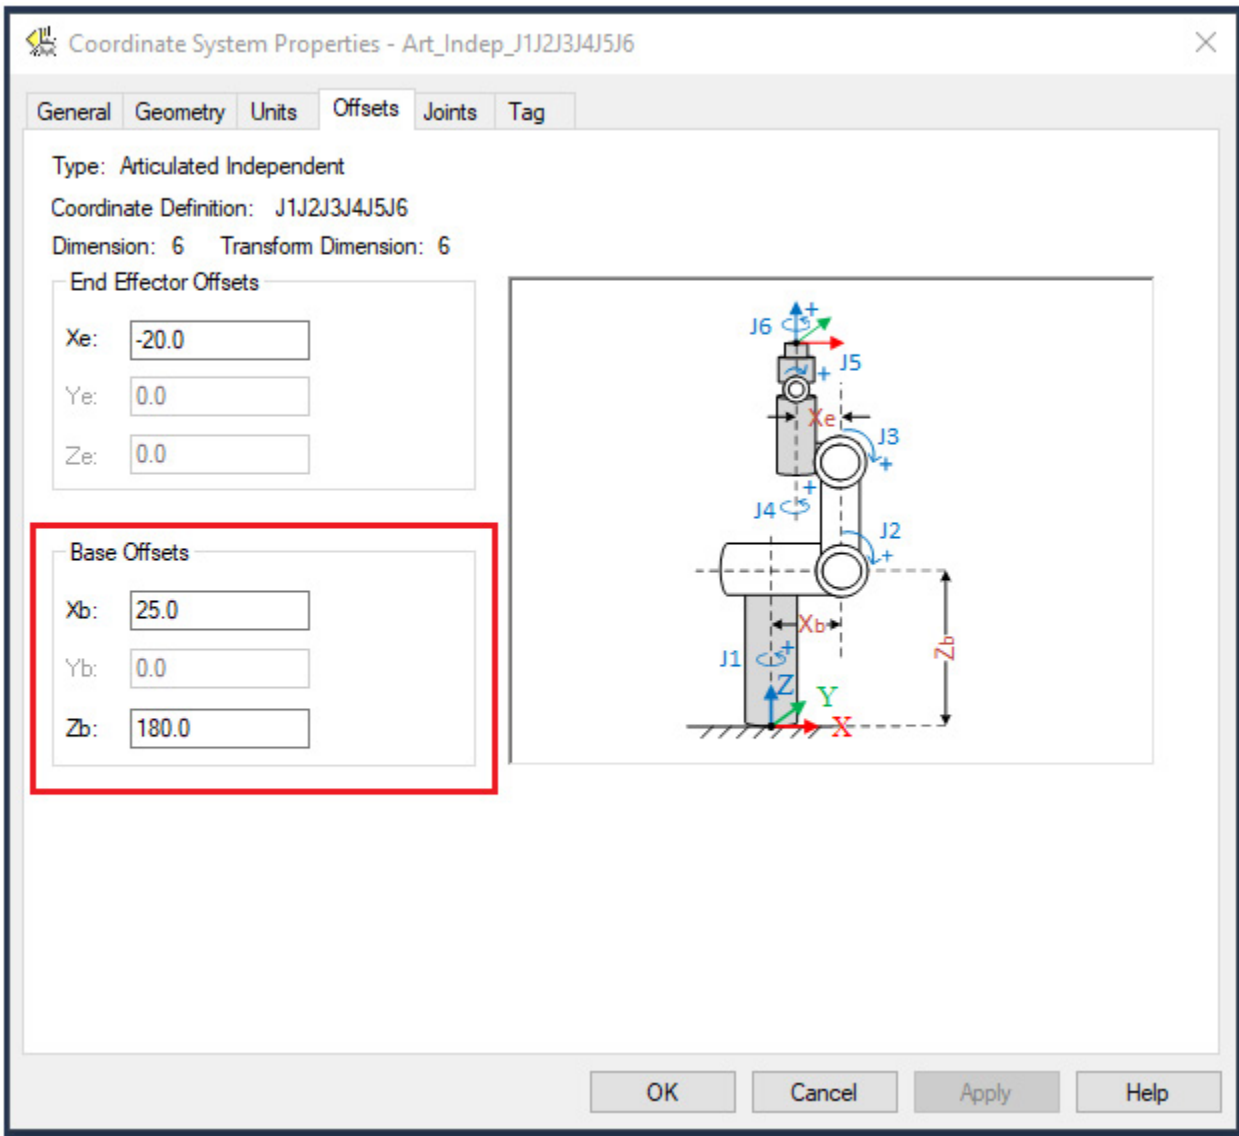 Coordinate System Properties - Art_Indep_J1J2J3J4J5J6
General Geometry Units Offsets Joints Tag
Type: Articulated Independent
Coordinate Definition: J1J2J3J4J5J6
Dimension: 6 Transform Dimension: 6
End Effector Offsets
Xe: -20.0
Ye: 0.0
Ze: 0.0
Base Offsets
Xb: 25.0
Yb: 0.0
Zb: 180.0
J6 +
J5
+
Xe
J3
+
+
J4
J2
+
Xb
Zb
J1 +
Z
Y
X
OK Cancel Apply Help